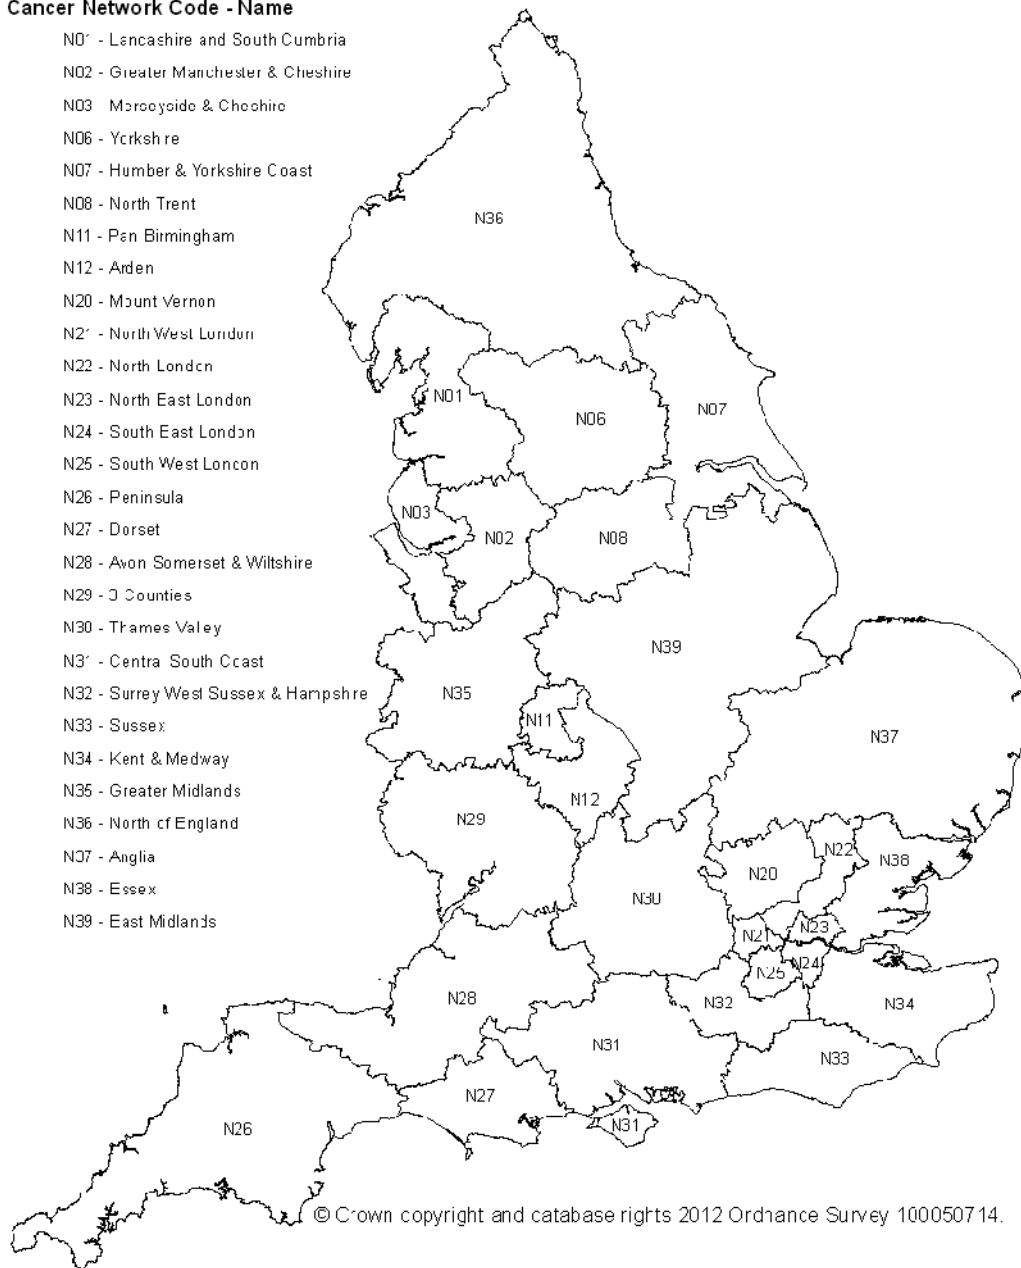 Cancer Network Code - Name
N01 - Lancashire and South Cumbria
N02 - Greater Manchester & Cheshire
N03 - Merseyside & Cheshire
N06 - Yorkshire
N07 - Humber & Yorkshire Coast
N08 - North Trent
N11 - Pan Birmingham
N12 - Arden
N20 - Mount Vernon
N21 - North West London
N22 - North London
N23 - North East London
N24 - South East London
N25 - South West London
N26 - Peninsula
N27 - Dorset
N28 - Avon Somerset & Wiltshire
N29 - 3 Counties
N30 - Thames Valley
N31 - Central South Coast
N32 - Surrey West Sussex & Hampshire
N33 - Sussex
N34 - Kent & Medway
N35 - Greater Midlands
N36 - North of England
N37 - Anglia
N38 - Essex
N39 - East Midlands
N36
N01
N06
N07
N03
N02
N08
N39
N35
N11
N37
N12
N29
N22
N38
N20
N30
N23
N21
N24
N25
N28
N32
N34
N31
N33
N27
N26
N31
© Crown copyright and database rights 2012 Ordnance Survey 100050714.